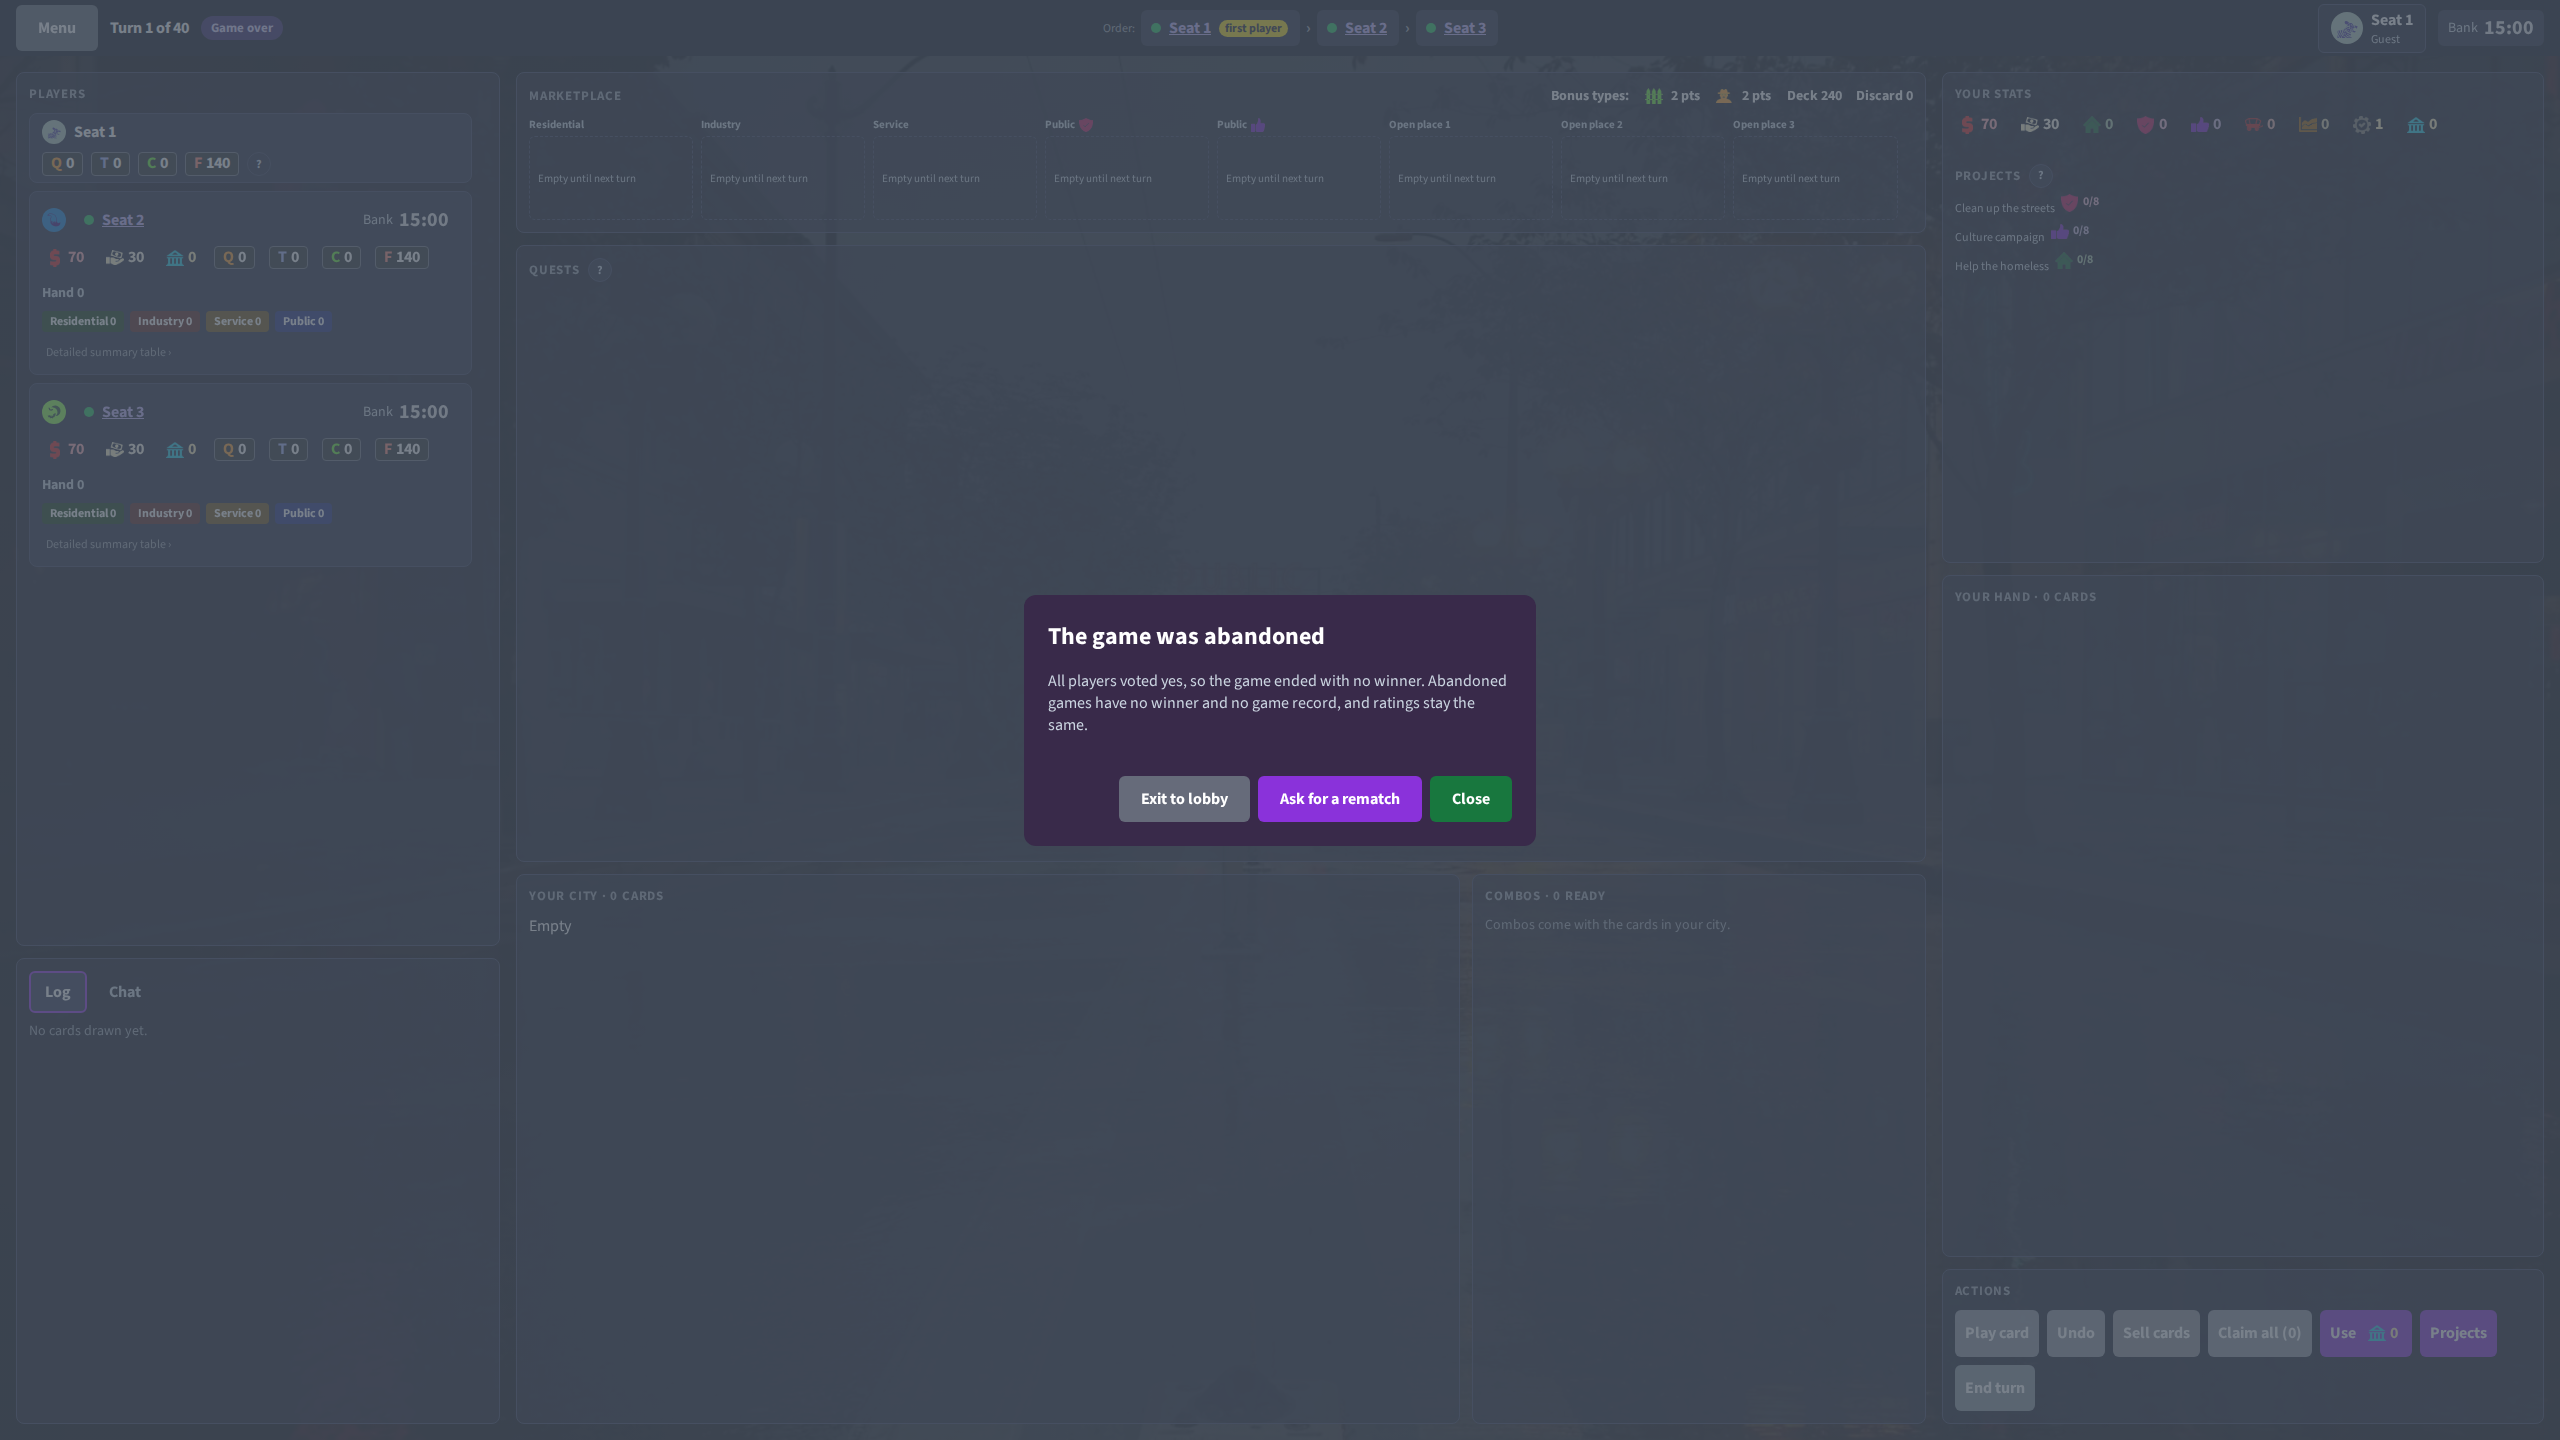 Menu
Turn 1 of 40
Game over
Order:
Seat 1
first player
›
Seat 2
›
Seat 3
Seat 1
Guest
Bank 15:00
PLAYERS
Seat 1
Q 0
T 0
C 0
F 140
?
Seat 2
Bank 15:00
70
30
0
Q 0
T 0
C 0
F 140
Hand 0
Residential 0
Industry 0
Service 0
Public 0
Detailed summary table ›
Seat 3
Bank 15:00
70
30
0
Q 0
T 0
C 0
F 140
Hand 0
Residential 0
Industry 0
Service 0
Public 0
Detailed summary table ›
Log
Chat
No cards drawn yet.
MARKETPLACE
Bonus types:
2 pts
2 pts
Deck 240
Discard 0
Residential
Industry
Service
Public
Public
Open place 1
Open place 2
Open place 3
Empty until next turn
Empty until next turn
Empty until next turn
Empty until next turn
Empty until next turn
Empty until next turn
Empty until next turn
Empty until next turn
QUESTS
?
The game was abandoned
All players voted yes, so the game ended with no winner. Abandoned
games have no winner and no game record, and ratings stay the
same.
Exit to lobby
Ask for a rematch
Close
YOUR CITY · 0 CARDS
Empty
COMBOS · 0 READY
Combos come with the cards in your city.
YOUR STATS
70
30
0
0
0
0
0
1
0
PROJECTS
?
Clean up the streets 0/8
Culture campaign 0/8
Help the homeless 0/8
YOUR HAND · 0 CARDS
ACTIONS
Play card
Undo
Sell cards
Claim all (0)
Use 0
Projects
End turn